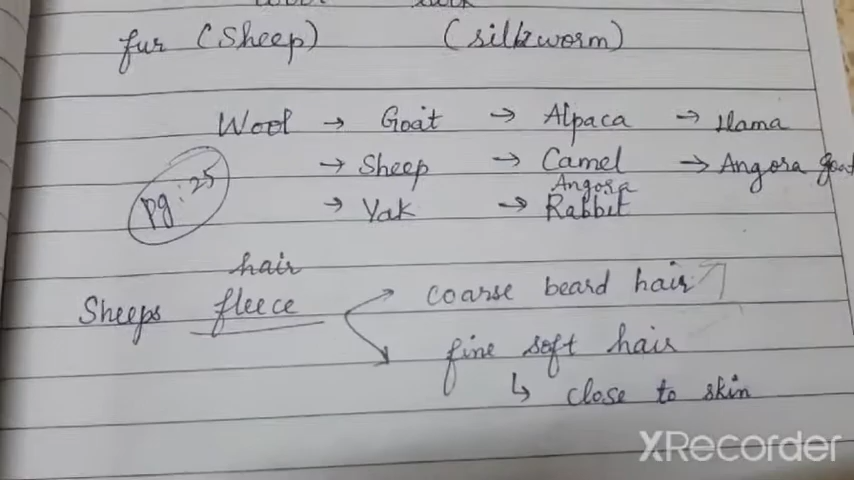 fur (Sheep) (silkworm)
Wool → Goat → Alpaca → llama
→ Sheep → Camel → Angora goat
pg: 25
→ Yak → Angora Rabbit
hair
Sheeps fleece → coarse beard hair
→ fine soft hair
↳ close to skin
XRecorder